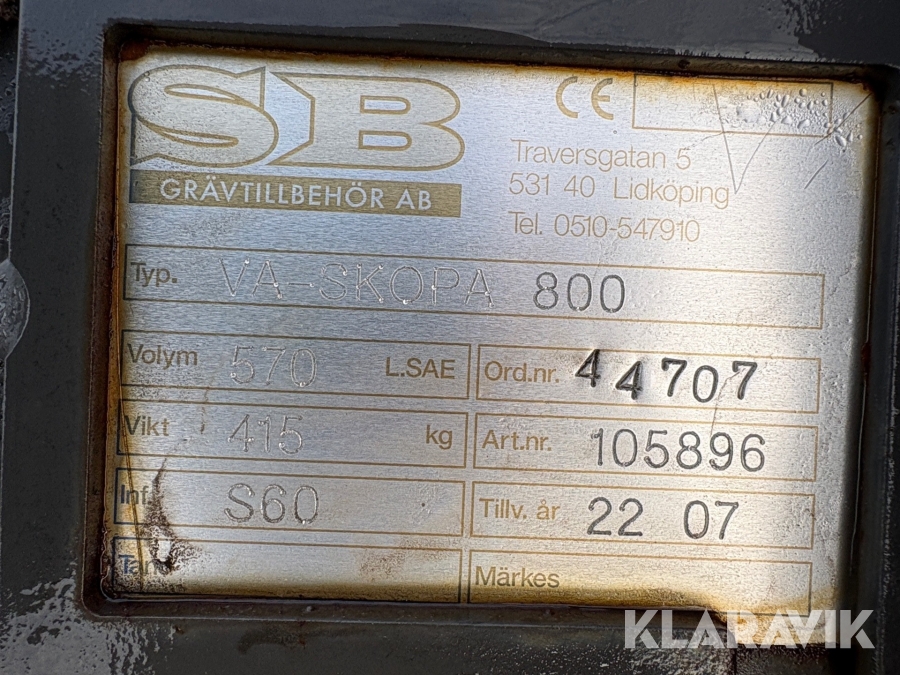 SB
GRÄVTILLBEHÖR AB
CE
Traversgatan 5
531 40 Lidköping
Tel. 0510-547910
Typ. VA-SKOPA 800
Volym 570 L.SAE Ord.nr. 44707
Vikt 415 kg Art.nr. 105896
Inf. S60 Tillv. år 22 07
Märkes
KLARAVIK